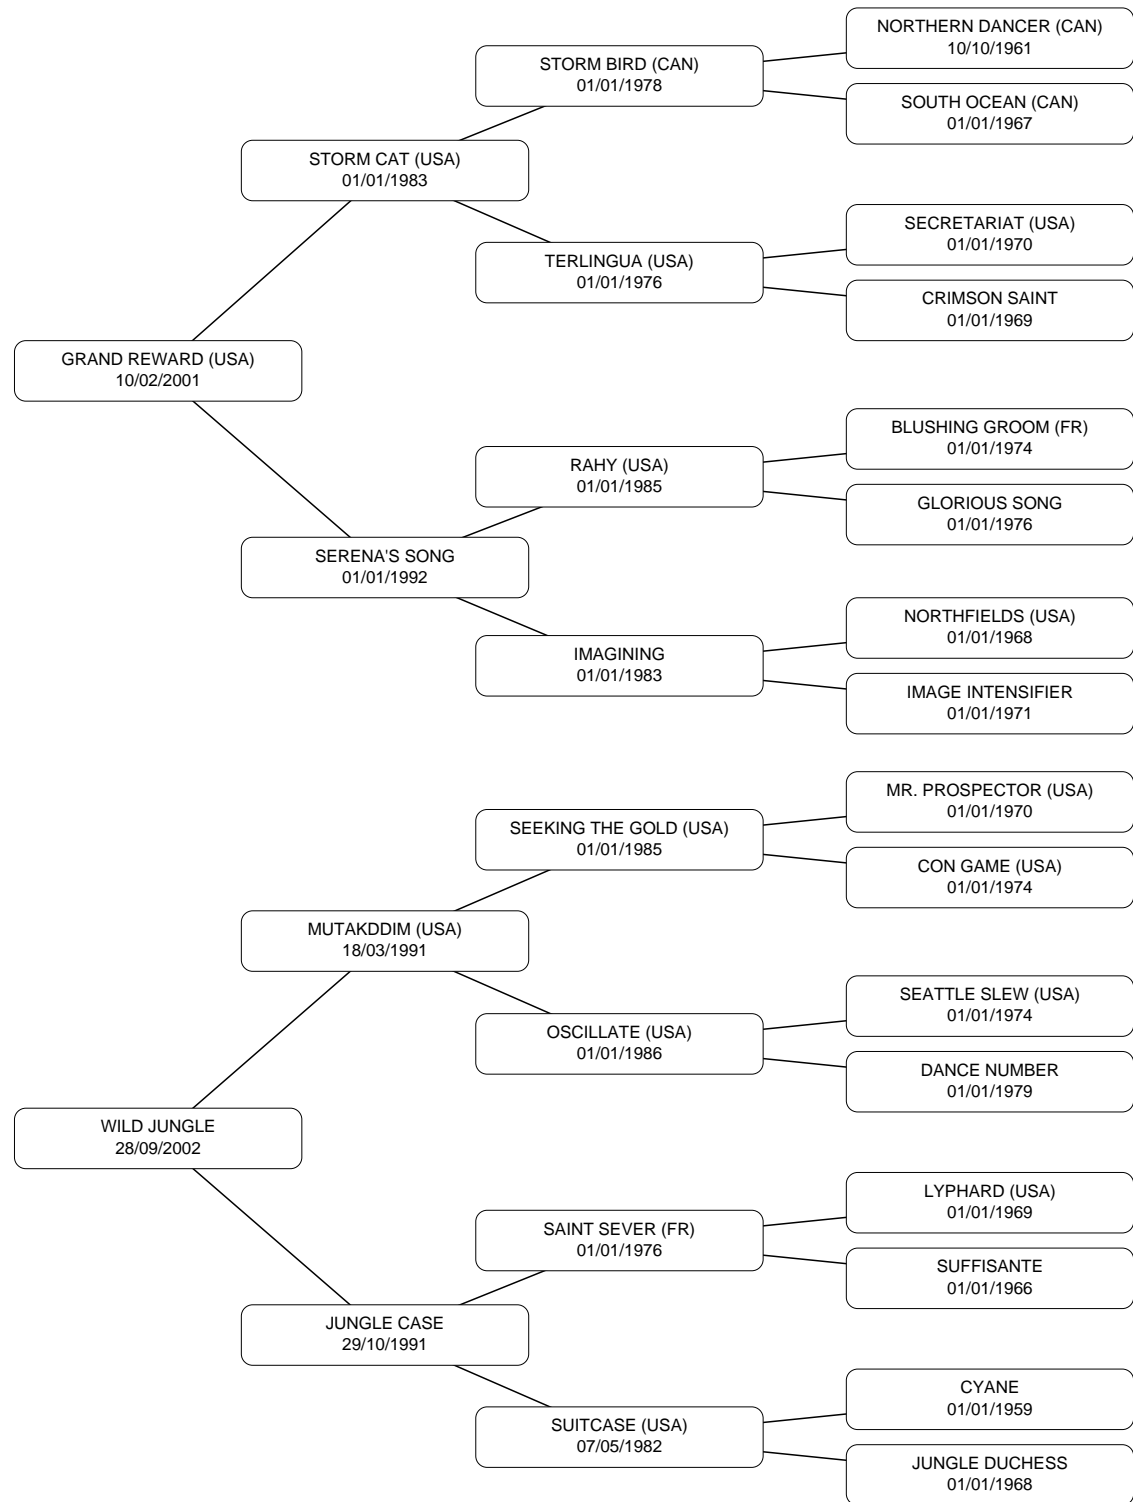 NORTHERN DANCER (CAN)
10/10/1961
STORM BIRD (CAN)
01/01/1978
SOUTH OCEAN (CAN)
01/01/1967
STORM CAT (USA)
01/01/1983
SECRETARIAT (USA)
01/01/1970
TERLINGUA (USA)
01/01/1976
CRIMSON SAINT
01/01/1969
GRAND REWARD (USA)
10/02/2001
BLUSHING GROOM (FR)
01/01/1974
RAHY (USA)
01/01/1985
GLORIOUS SONG
01/01/1976
SERENA'S SONG
01/01/1992
NORTHFIELDS (USA)
01/01/1968
IMAGINING
01/01/1983
IMAGE INTENSIFIER
01/01/1971
MR. PROSPECTOR (USA)
01/01/1970
SEEKING THE GOLD (USA)
01/01/1985
CON GAME (USA)
01/01/1974
MUTAKDDIM (USA)
18/03/1991
SEATTLE SLEW (USA)
01/01/1974
OSCILLATE (USA)
01/01/1986
DANCE NUMBER
01/01/1979
WILD JUNGLE
28/09/2002
LYPHARD (USA)
01/01/1969
SAINT SEVER (FR)
01/01/1976
SUFFISANTE
01/01/1966
JUNGLE CASE
29/10/1991
CYANE
01/01/1959
SUITCASE (USA)
07/05/1982
JUNGLE DUCHESS
01/01/1968